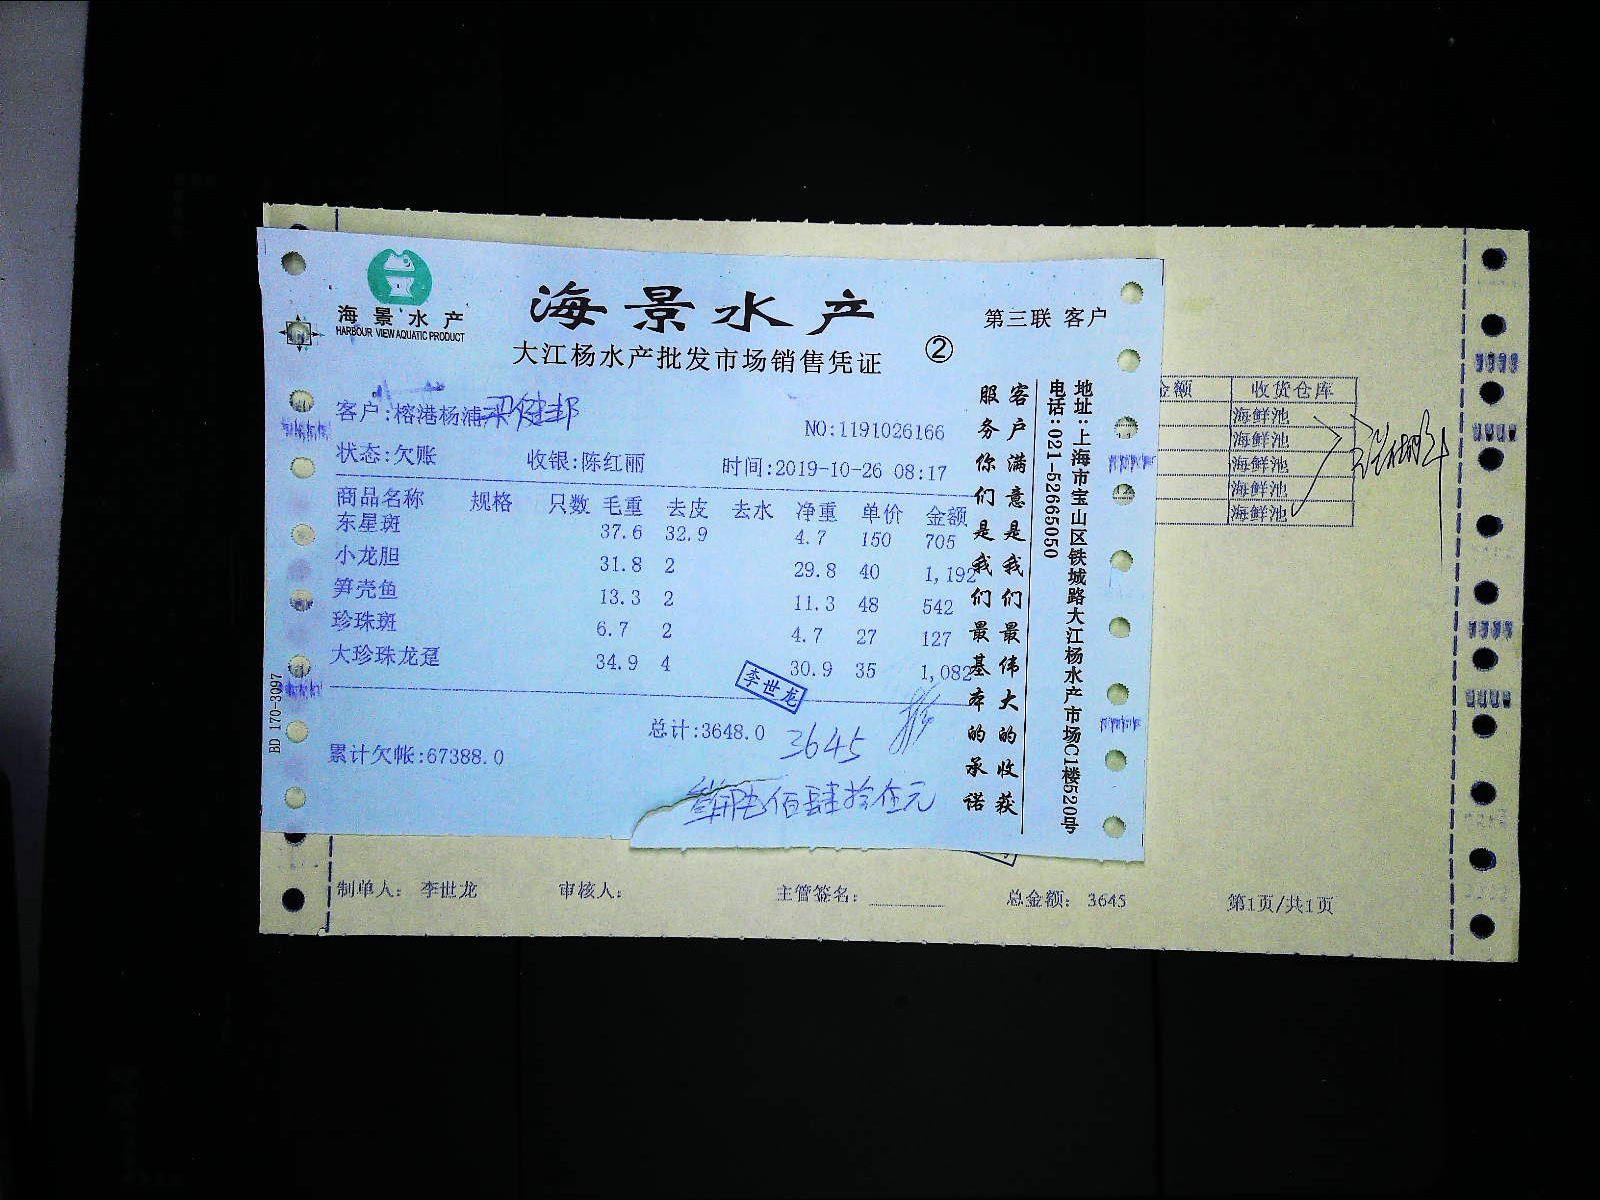 海景水产
HARBOUR VIEW AQUATIC PRODUCT
海景水产
大江杨水产批发市场销售凭证
②
第三联 客户
客户:榕港杨浦梁健邦
NO:1191026166
状态:欠账 收银:陈红丽 时间:2019-10-26 08:17
商品名称 规格 只数 毛重 去皮 去水 净重 单价 金额
东星斑 37.6 32.9 4.7 150 705
小龙胆 31.8 2 29.8 40 1,192
笋壳鱼 13.3 2 11.3 48 542
珍珠斑 6.7 2 4.7 27 127
大珍珠龙趸 34.9 4 30.9 35 1,082
李世龙
总计:3648.0
3645
累计欠帐:67388.0
佰肆拾伍元
客户满意是我们最伟大的收获
服务你们是我们最基本的承诺
地址:上海市宝山区铁城路大江杨水产市场C1楼520号
电话:021-52665050
BD 170-3097
金额 收货仓库
海鲜池
海鲜池
海鲜池
海鲜池
海鲜池
制单人: 李世龙 审核人: 主管签名: 总金额: 3645 第1页/共1页